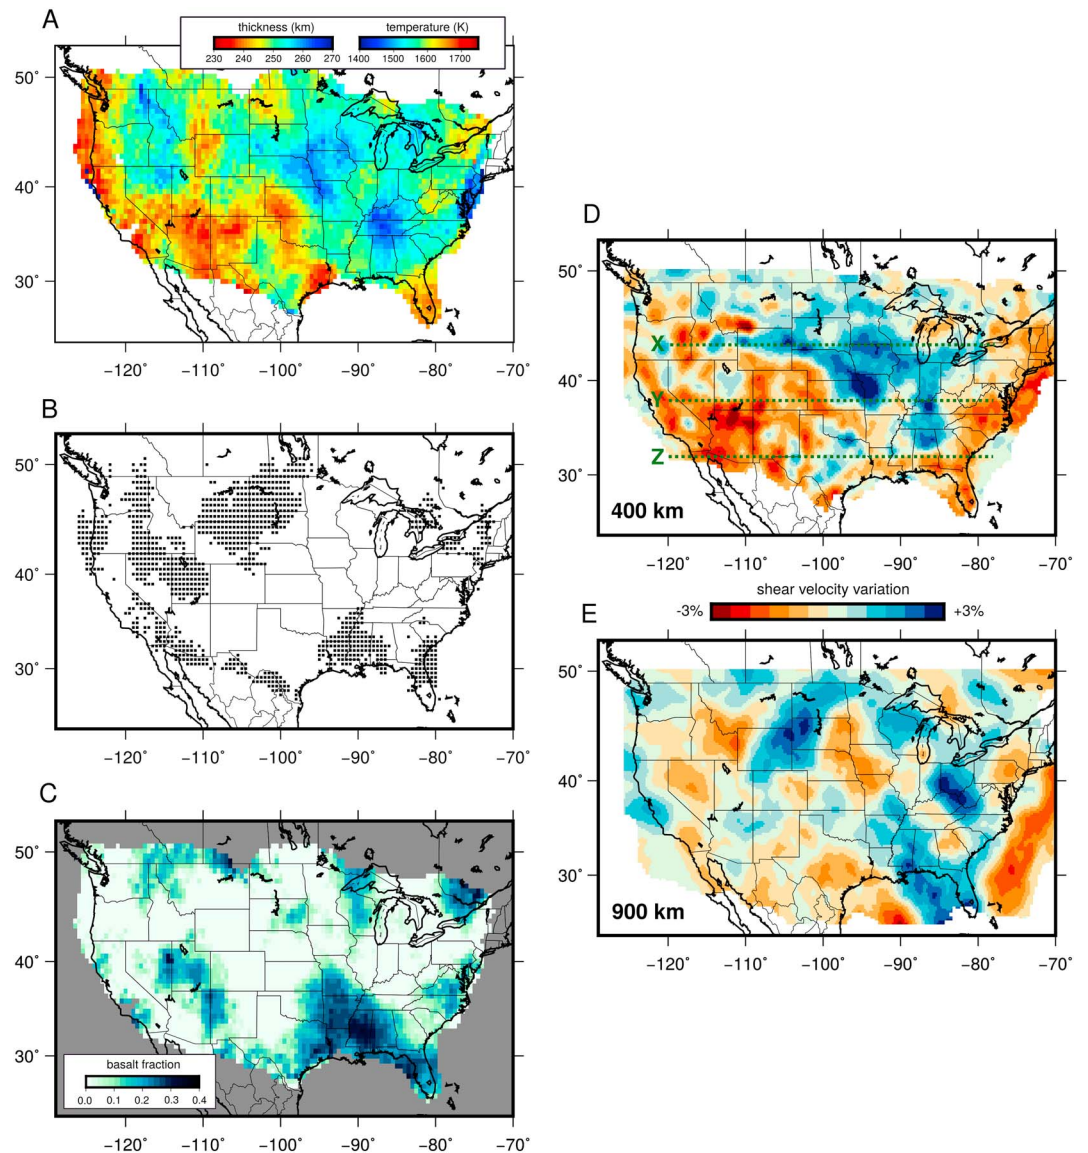 A
thickness (km)
temperature (K)
230 240 250 260 270
1400 1500 1600 1700
50°
40°
30°
−120 −110 −100 −90 −80 −70
B
50°
40°
30°
−120 −110 −100 −90 −80 −70
C
50°
40°
30°
basalt fraction
0.0 0.1 0.2 0.3 0.4
−120 −110 −100 −90 −80 −70
D
50°
40°
30°
X
Y
Z
400 km
−120 −110 −100 −90 −80 −70
shear velocity variation
-3% +3%
E
50°
40°
30°
900 km
−120 −110 −100 −90 −80 −70